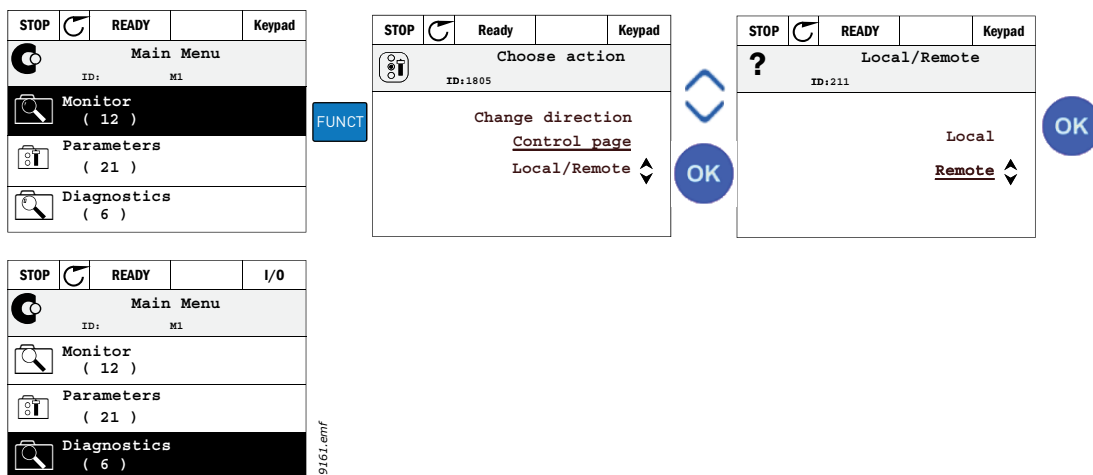 STOP READY Keypad
Main Menu
ID: M1
Monitor
( 12 )
Parameters
( 21 )
Diagnostics
( 6 )
FUNCT
STOP Ready Keypad
Choose action
ID:1805
Change direction
Control page
Local/Remote
OK
STOP READY Keypad
? Local/Remote
ID:211
Local
Remote
OK
STOP READY I/O
Main Menu
ID: M1
Monitor
( 12 )
Parameters
( 21 )
Diagnostics
( 6 )
9161.emf